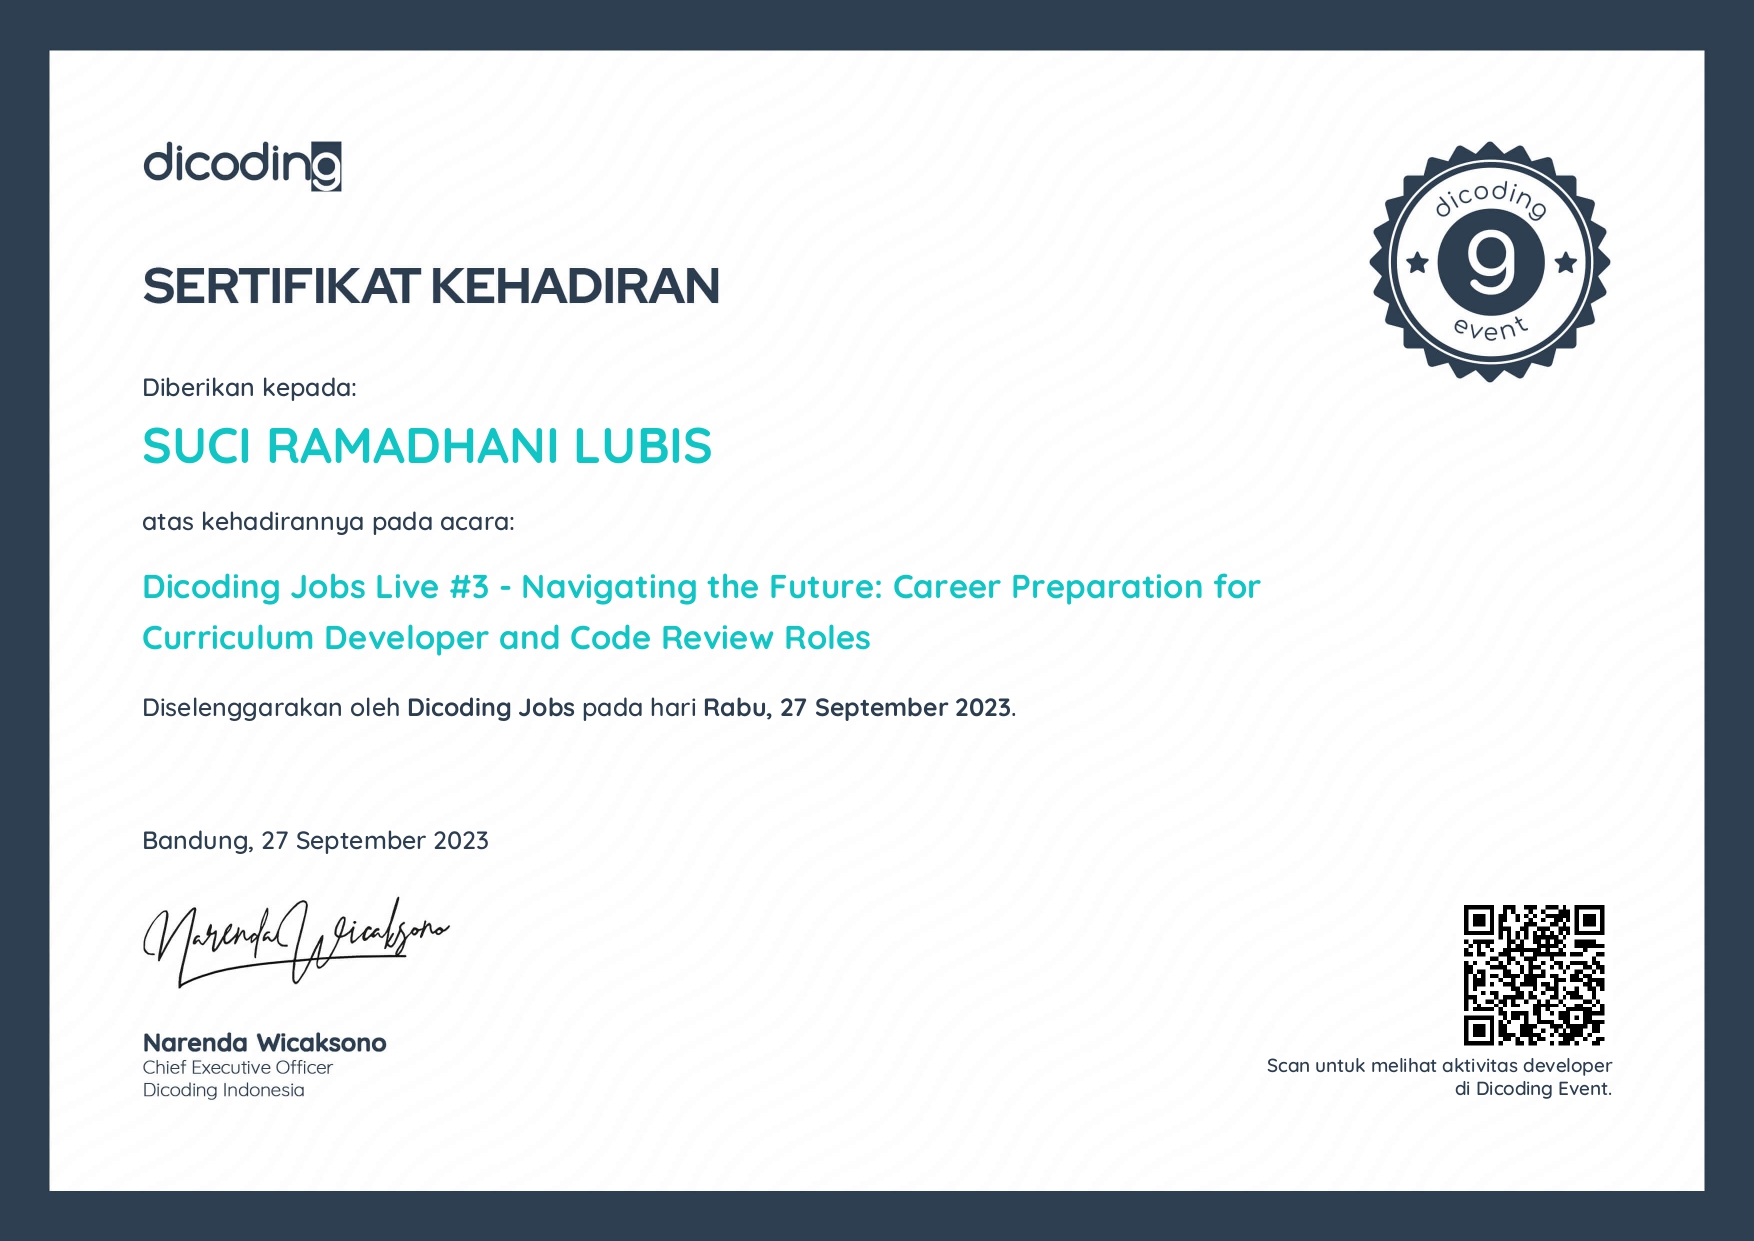 dicoding
dicoding
g
event
SERTIFIKAT KEHADIRAN
Diberikan kepada:
SUCI RAMADHANI LUBIS
atas kehadirannya pada acara:
Dicoding Jobs Live #3 - Navigating the Future: Career Preparation for
Curriculum Developer and Code Review Roles
Diselenggarakan oleh Dicoding Jobs pada hari Rabu, 27 September 2023.
Bandung, 27 September 2023
Narenda Wicaksono
Narenda Wicaksono
Chief Executive Officer
Dicoding Indonesia
Scan untuk melihat aktivitas developer
di Dicoding Event.